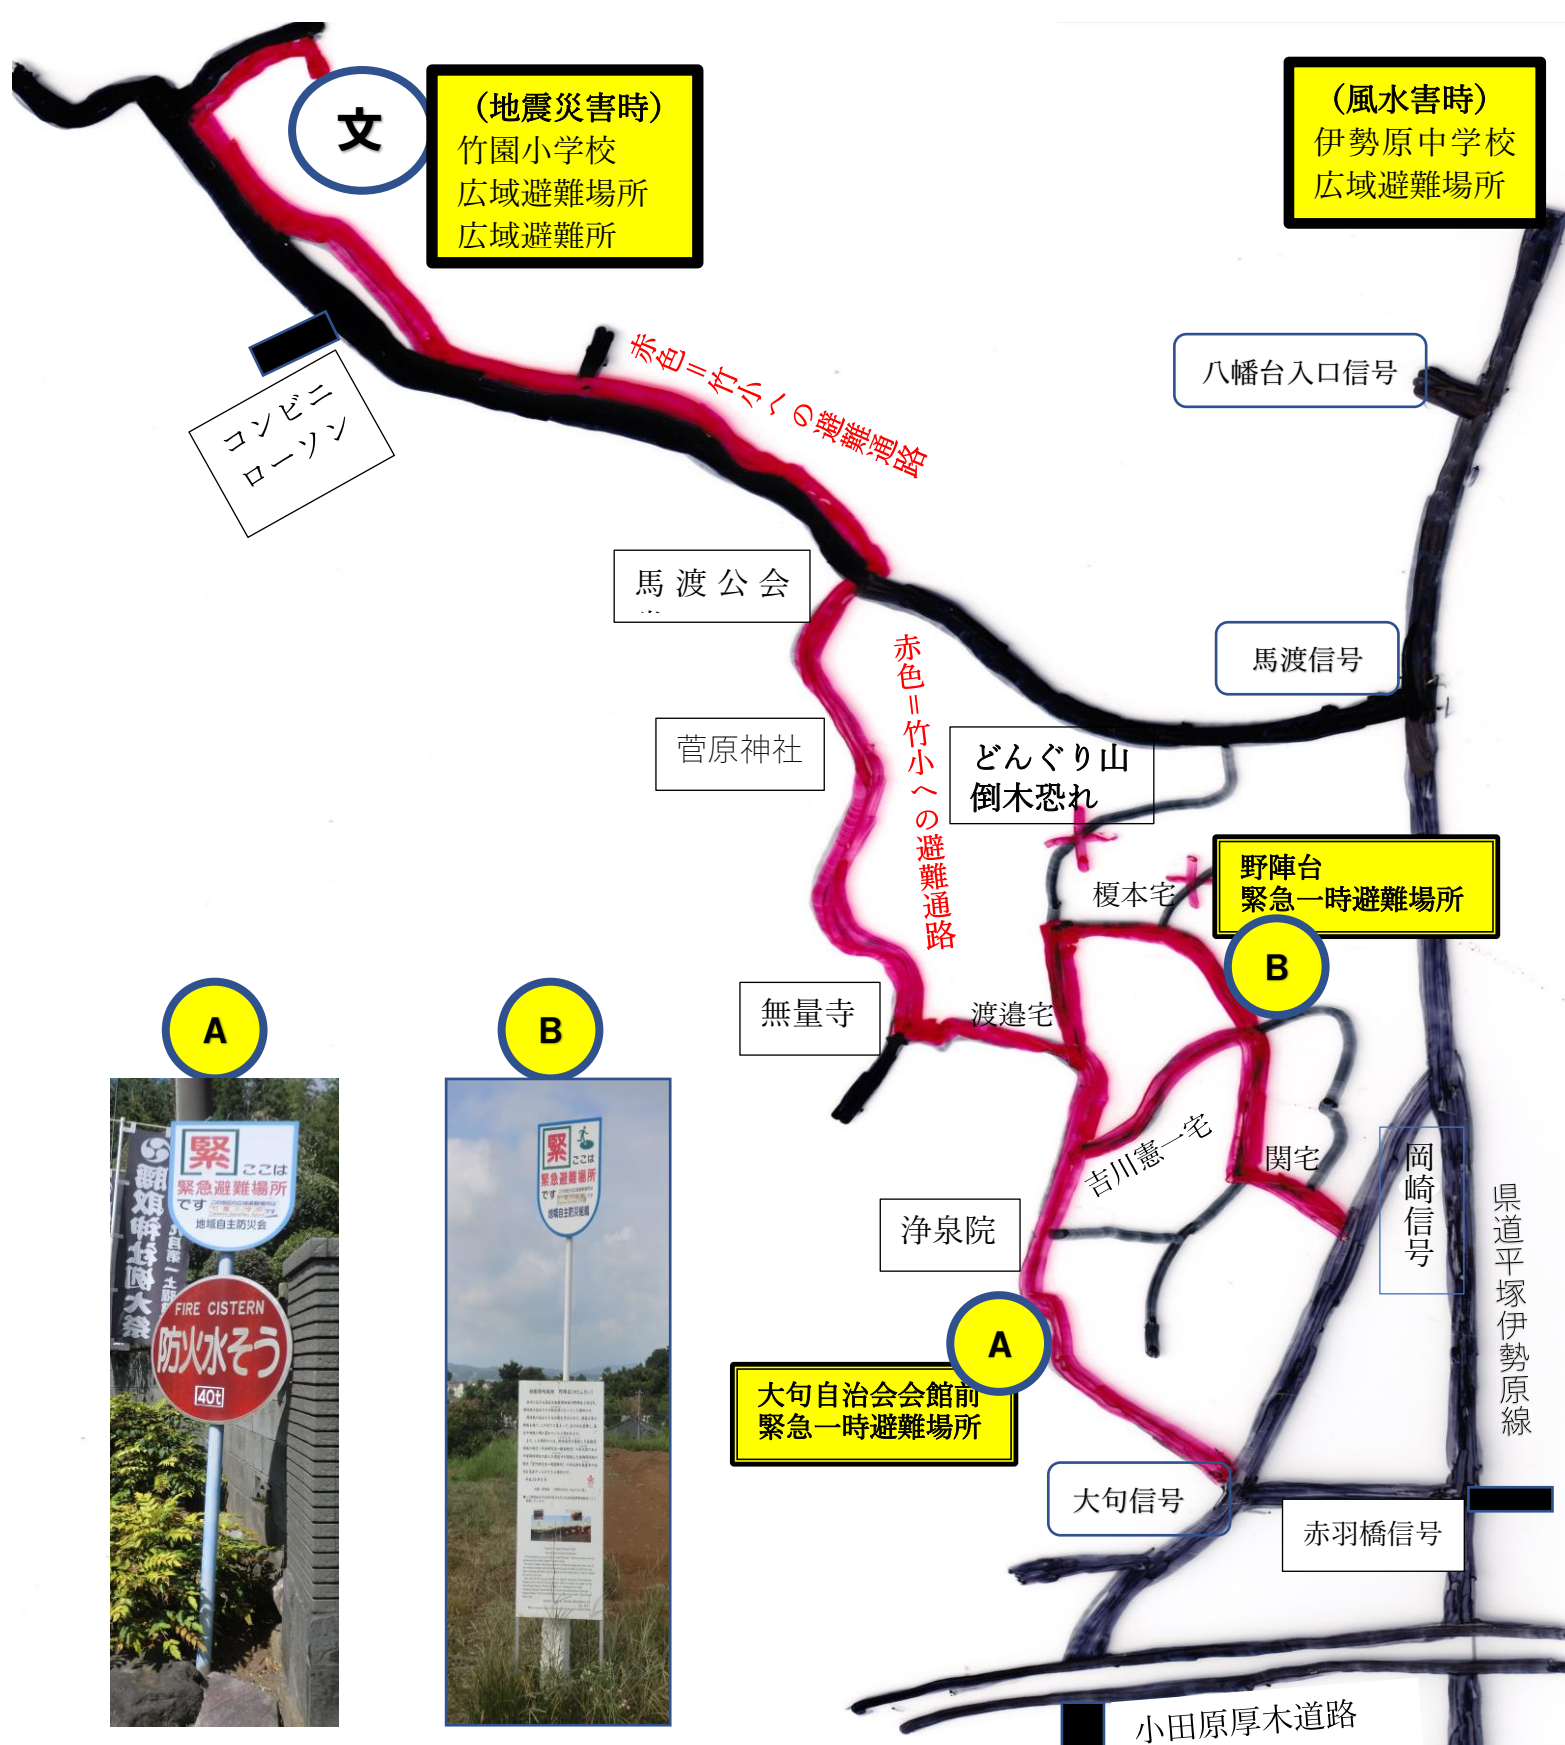 文
（地震災害時）
竹園小学校
広域避難場所
広域避難所
（風水害時）
伊勢原中学校
広域避難場所
八幡台入口信号
赤色＝竹小への避難通路
コンビニ
ローソン
馬渡公会
馬渡信号
赤色＝竹小への避難通路
菅原神社
どんぐり山
倒木恐れ
榎本宅
野陣台
緊急一時避難場所
B
無量寺
渡邉宅
吉川憲一宅
関宅
岡崎信号
県道平塚伊勢原線
浄泉院
A
大句自治会会館前
緊急一時避難場所
大句信号
赤羽橋信号
小田原厚木道路
A
緊
ここは
緊急避難場所
です
地域自主防災会
FIRE CISTERN
防火水そう
40t
B
緊
ここは
緊急避難場所
です
地域自主防災組織